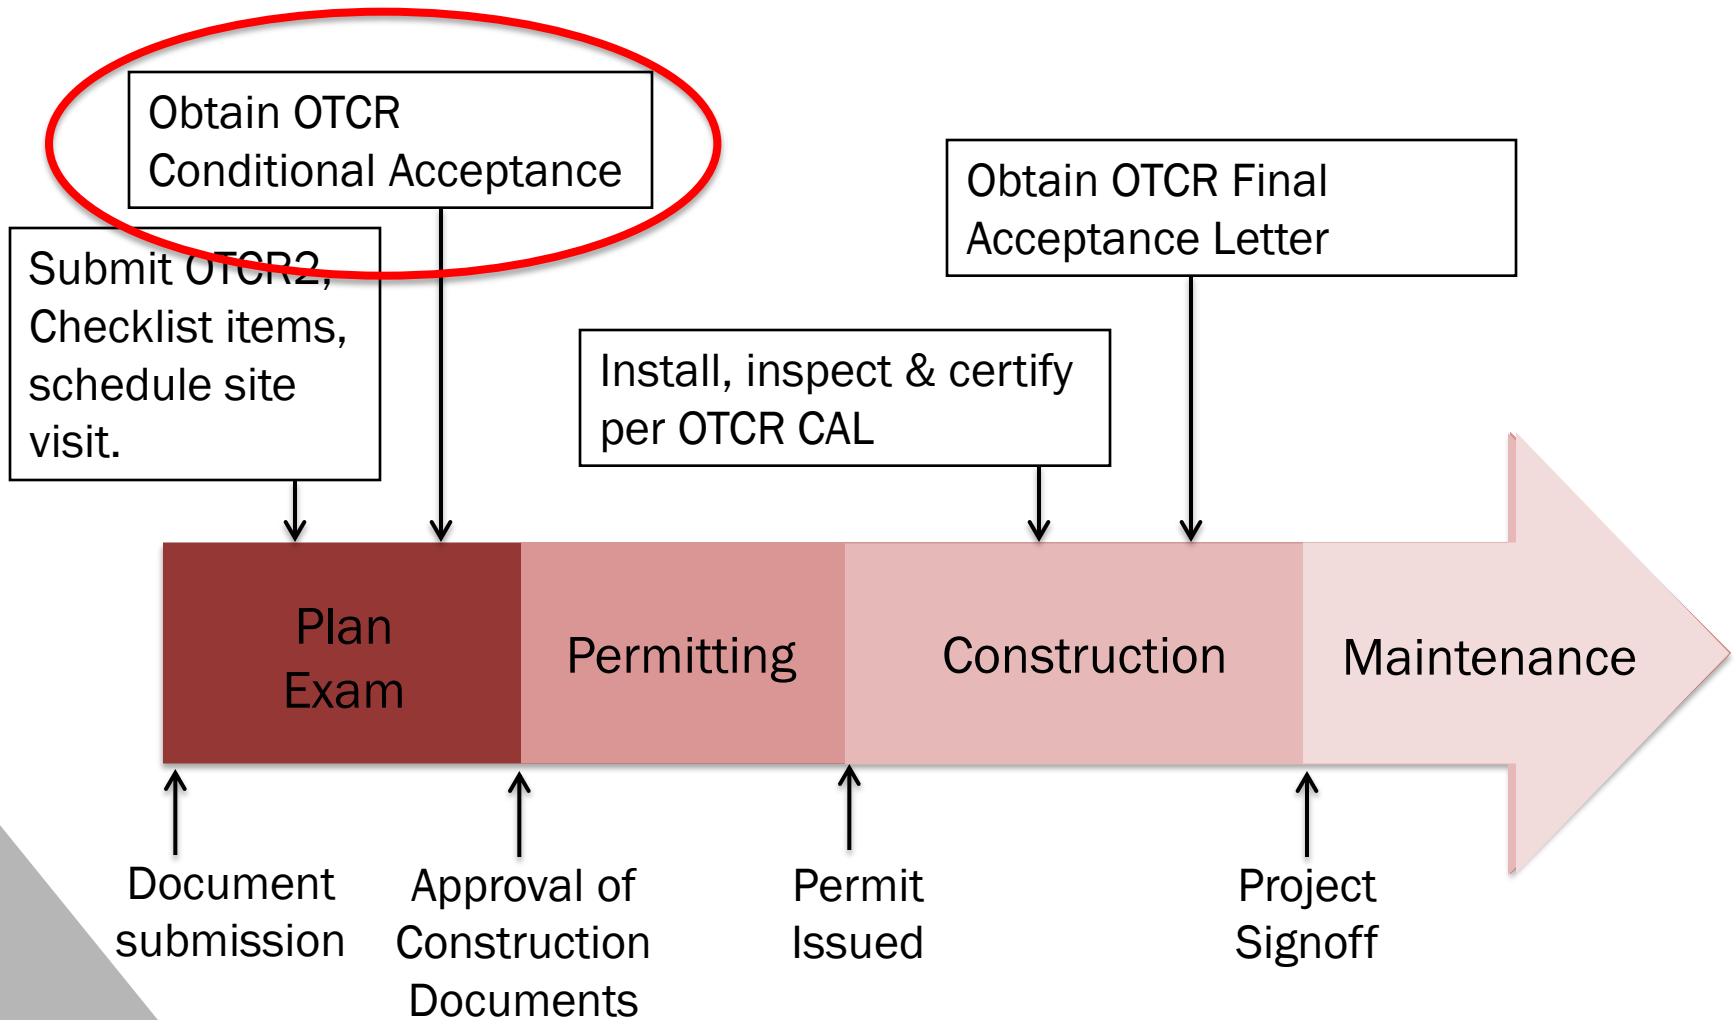 Obtain OTCR
Conditional Acceptance
Submit OTCR2,
Checklist items,
schedule site
visit.
Obtain OTCR Final
Acceptance Letter
Install, inspect & certify
per OTCR CAL
Plan
Exam
Permitting
Construction
Maintenance
Document
submission
Approval of
Construction
Documents
Permit
Issued
Project
Signoff